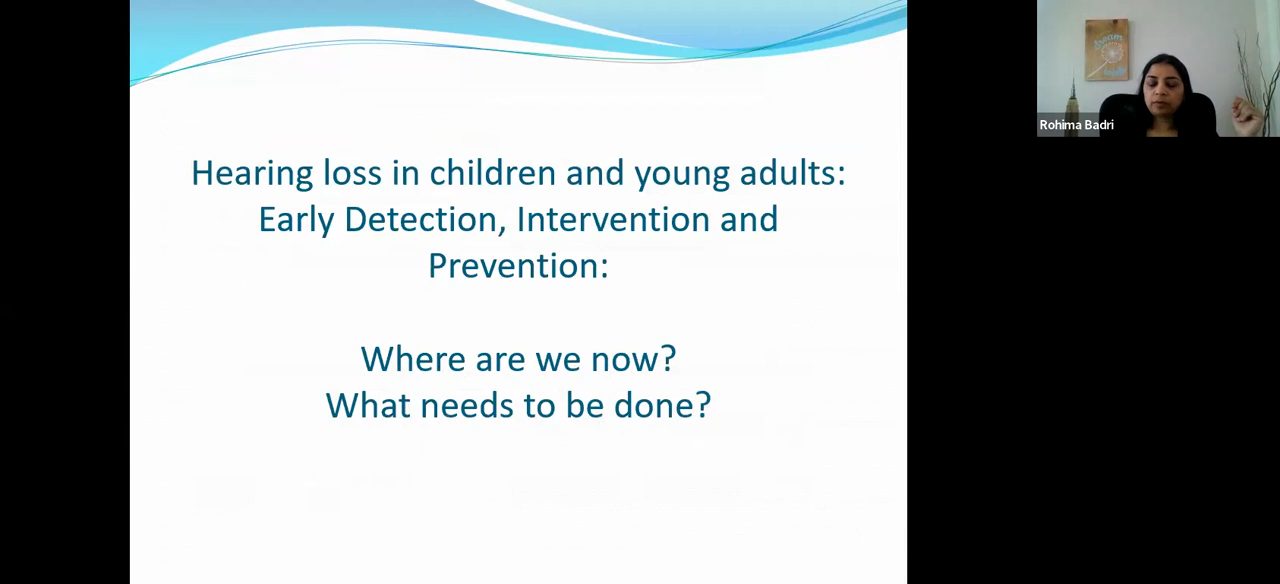 Hearing loss in children and young adults:
Early Detection, Intervention and
Prevention:
Where are we now?
What needs to be done?
Rohima Badri
dream